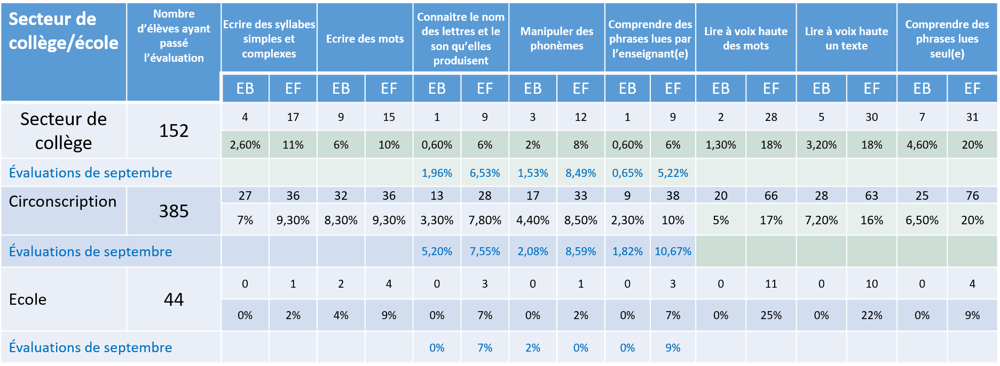 Secteur de collège/école
Nombre d’élèves ayant passé l’évaluation
Ecrire des syllabes simples et complexes
Ecrire des mots
Connaitre le nom des lettres et le son qu’elles produisent
Manipuler des phonèmes
Comprendre des phrases lues par l’enseignant(e)
Lire à voix haute des mots
Lire à voix haute un texte
Comprendre des phrases lues seul(e)
EB EF EB EF EB EF EB EF EB EF EB EF EB EF EB EF
Secteur de collège 152
4 17 9 15 1 9 3 12 1 9 2 28 5 30 7 31
2,60% 11% 6% 10% 0,60% 6% 2% 8% 0,60% 6% 1,30% 18% 3,20% 18% 4,60% 20%
Évaluations de septembre 1,96% 6,53% 1,53% 8,49% 0,65% 5,22%
Circonscription 385
27 36 32 36 13 28 17 33 9 38 20 66 28 63 25 76
7% 9,30% 8,30% 9,30% 3,30% 7,80% 4,40% 8,50% 2,30% 10% 5% 17% 7,20% 16% 6,50% 20%
Évaluations de septembre 5,20% 7,55% 2,08% 8,59% 1,82% 10,67%
Ecole 44
0 1 2 4 0 3 0 1 0 3 0 11 0 10 0 4
0% 2% 4% 9% 0% 7% 0% 2% 0% 7% 0% 25% 0% 22% 0% 9%
Évaluations de septembre 0% 7% 2% 0% 0% 9%